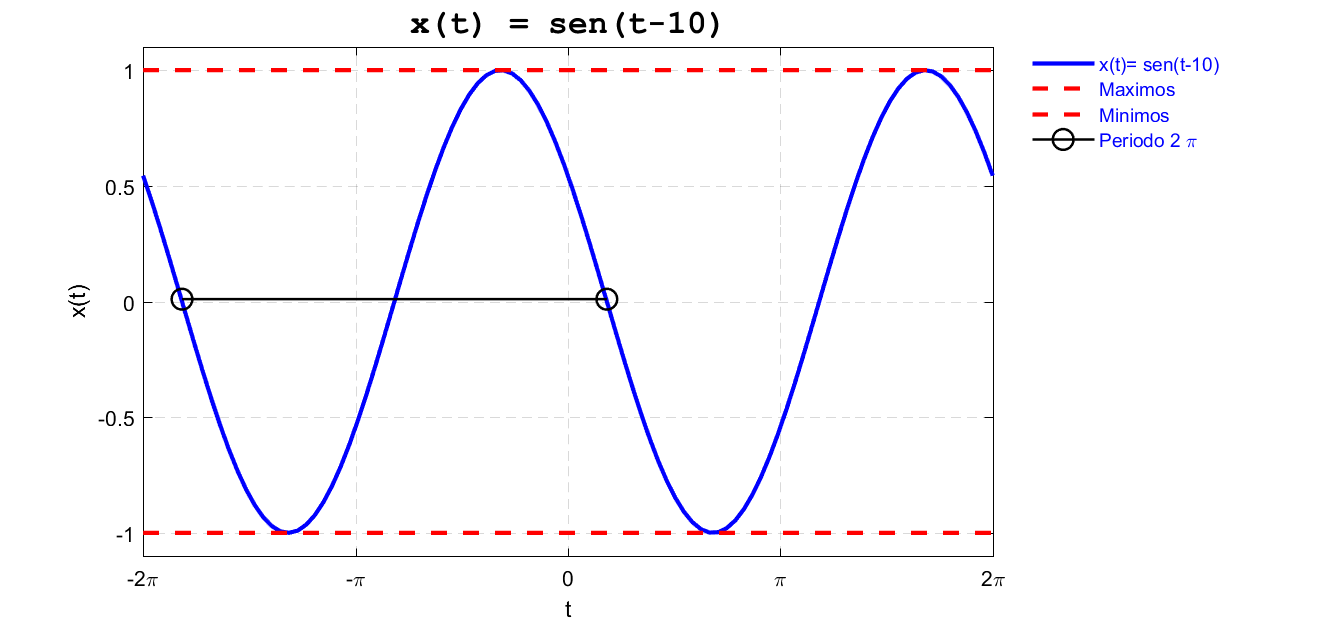 x(t) = sen(t-10)
x(t)= sen(t-10)
Maximos
Minimos
Periodo 2 π
1
0.5
0
-0.5
-1
x(t)
-2π
-π
0
π
2π
t